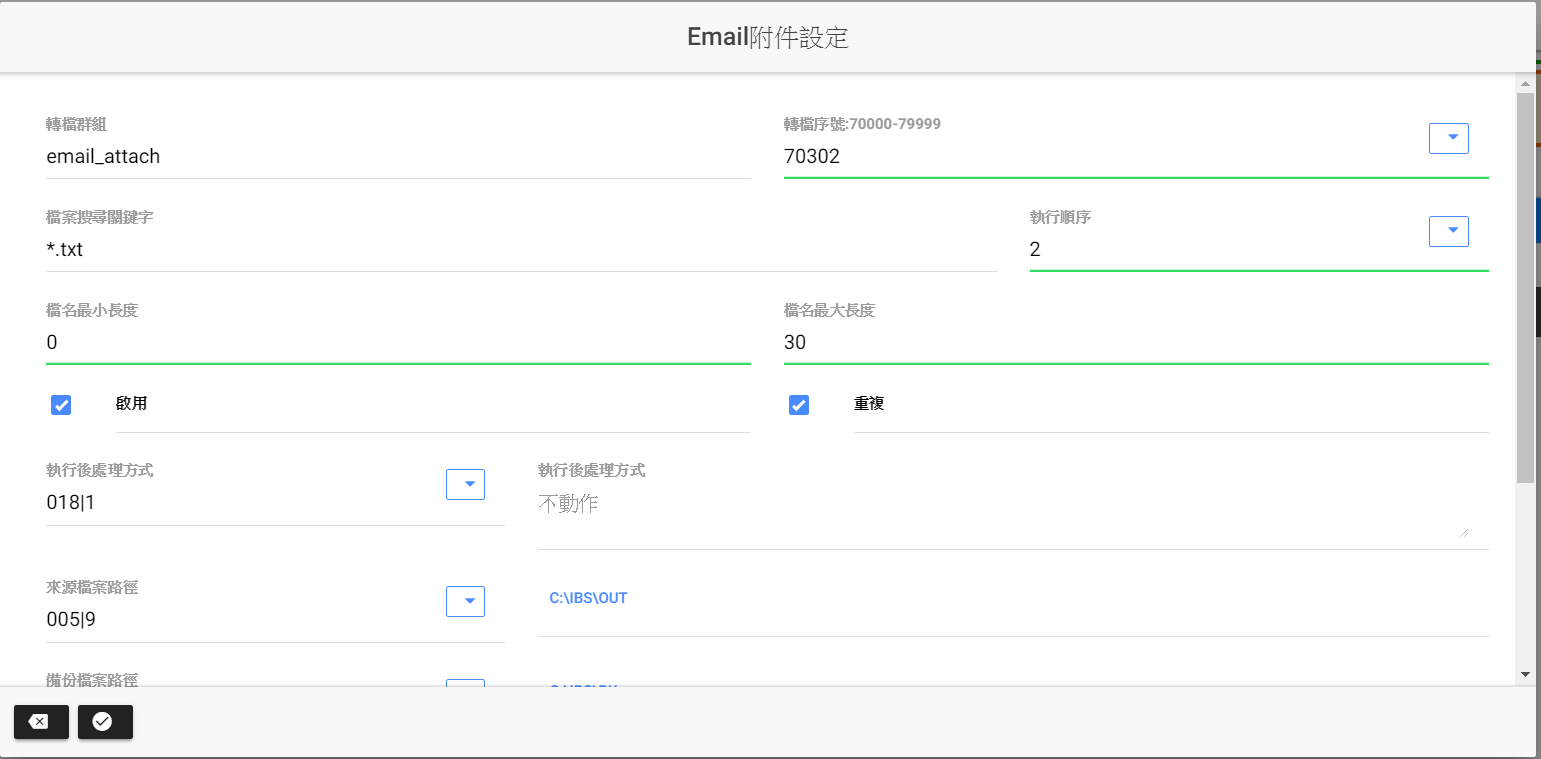 Email附件設定
轉檔群組
email_attach
轉檔序號:70000-79999
70302
檔案搜尋關鍵字
*.txt
執行順序
2
檔名最小長度
0
檔名最大長度
30
啟用
重複
執行後處理方式
018|1
執行後處理方式
不動作
來源檔案路徑
005|9
C:\IBS\OUT
備份檔案路徑